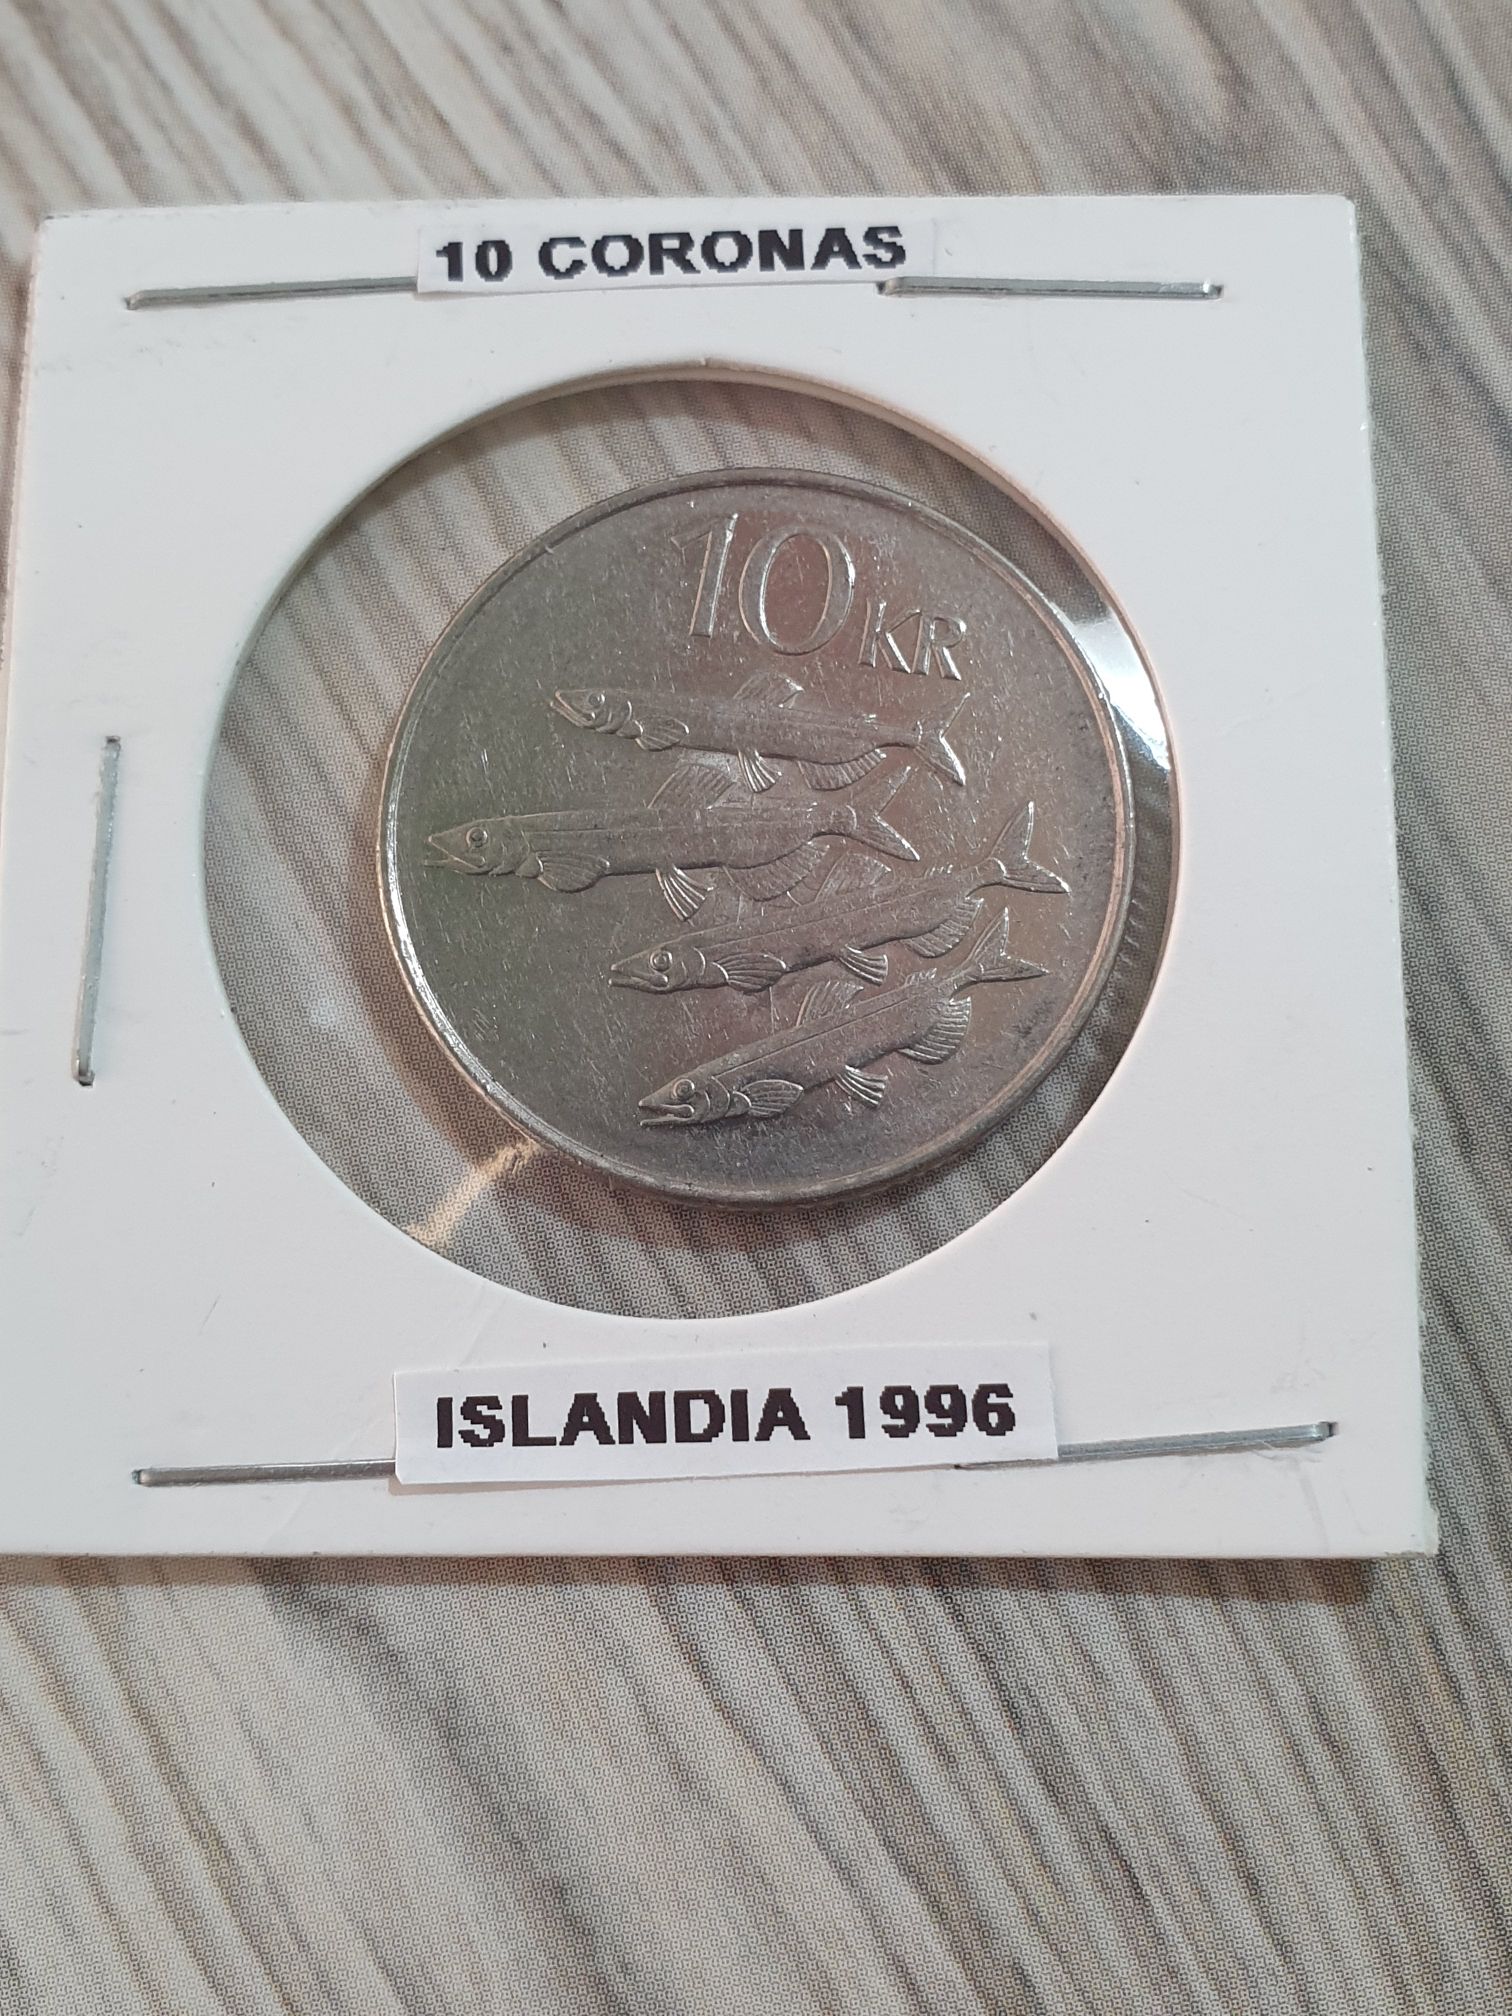 10 CORONAS
10 KR
ISLANDIA 1996